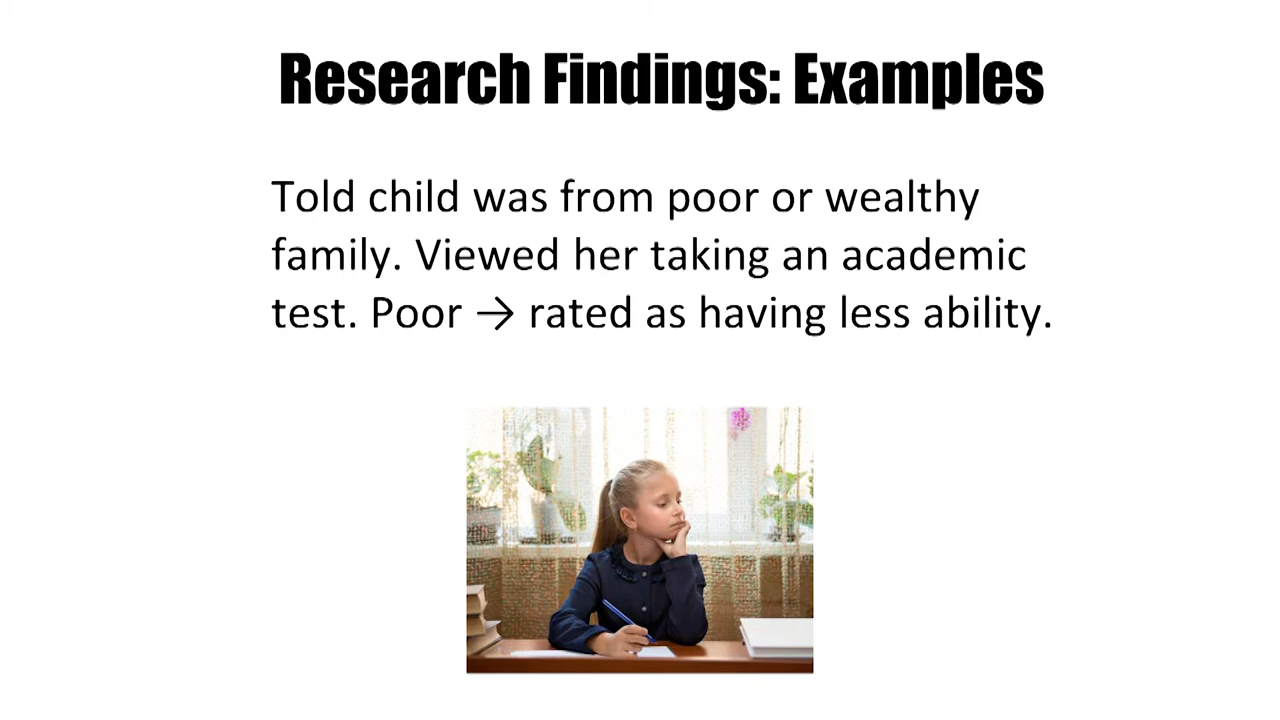 Research Findings: Examples
Told child was from poor or wealthy
family. Viewed her taking an academic
test. Poor → rated as having less ability.